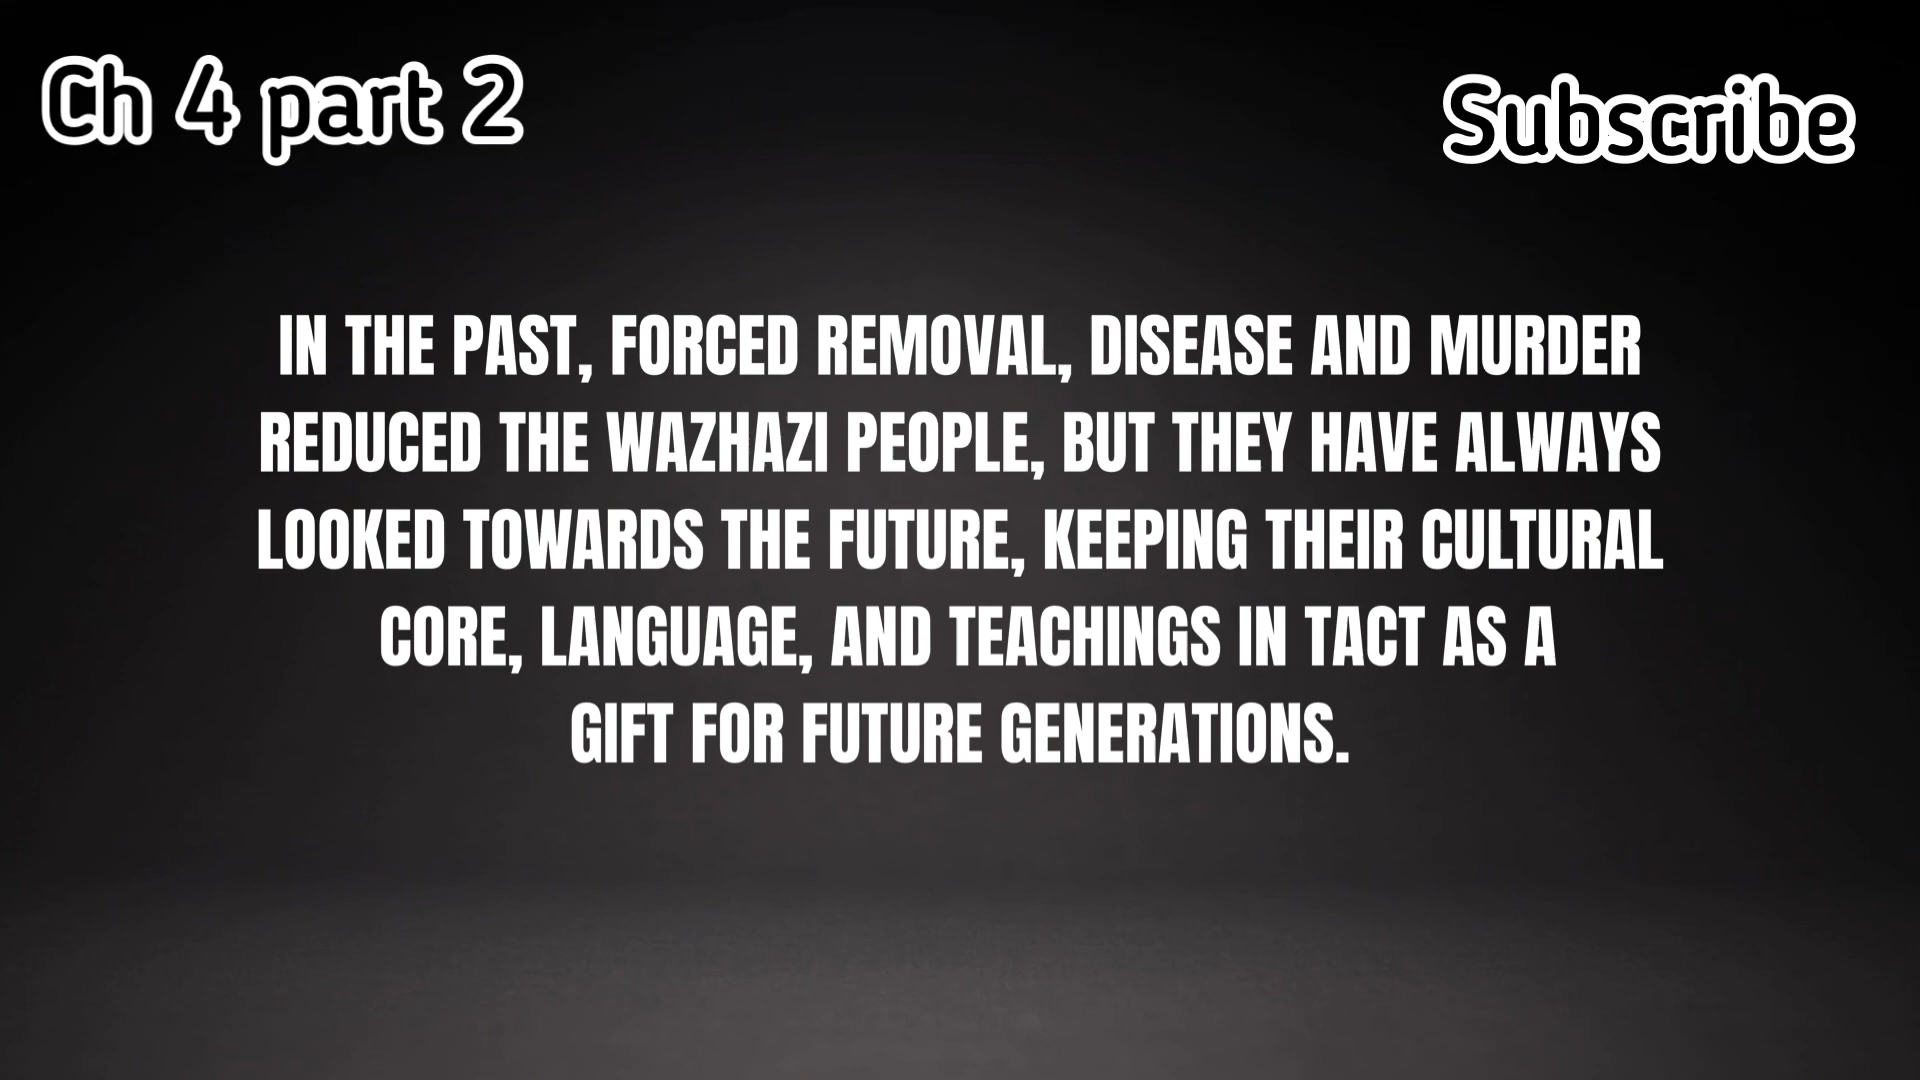 Ch 4 part 2
Subscribe
IN THE PAST, FORCED REMOVAL, DISEASE AND MURDER
REDUCED THE WAZHAZI PEOPLE, BUT THEY HAVE ALWAYS
LOOKED TOWARDS THE FUTURE, KEEPING THEIR CULTURAL
CORE, LANGUAGE, AND TEACHINGS IN TACT AS A
GIFT FOR FUTURE GENERATIONS.